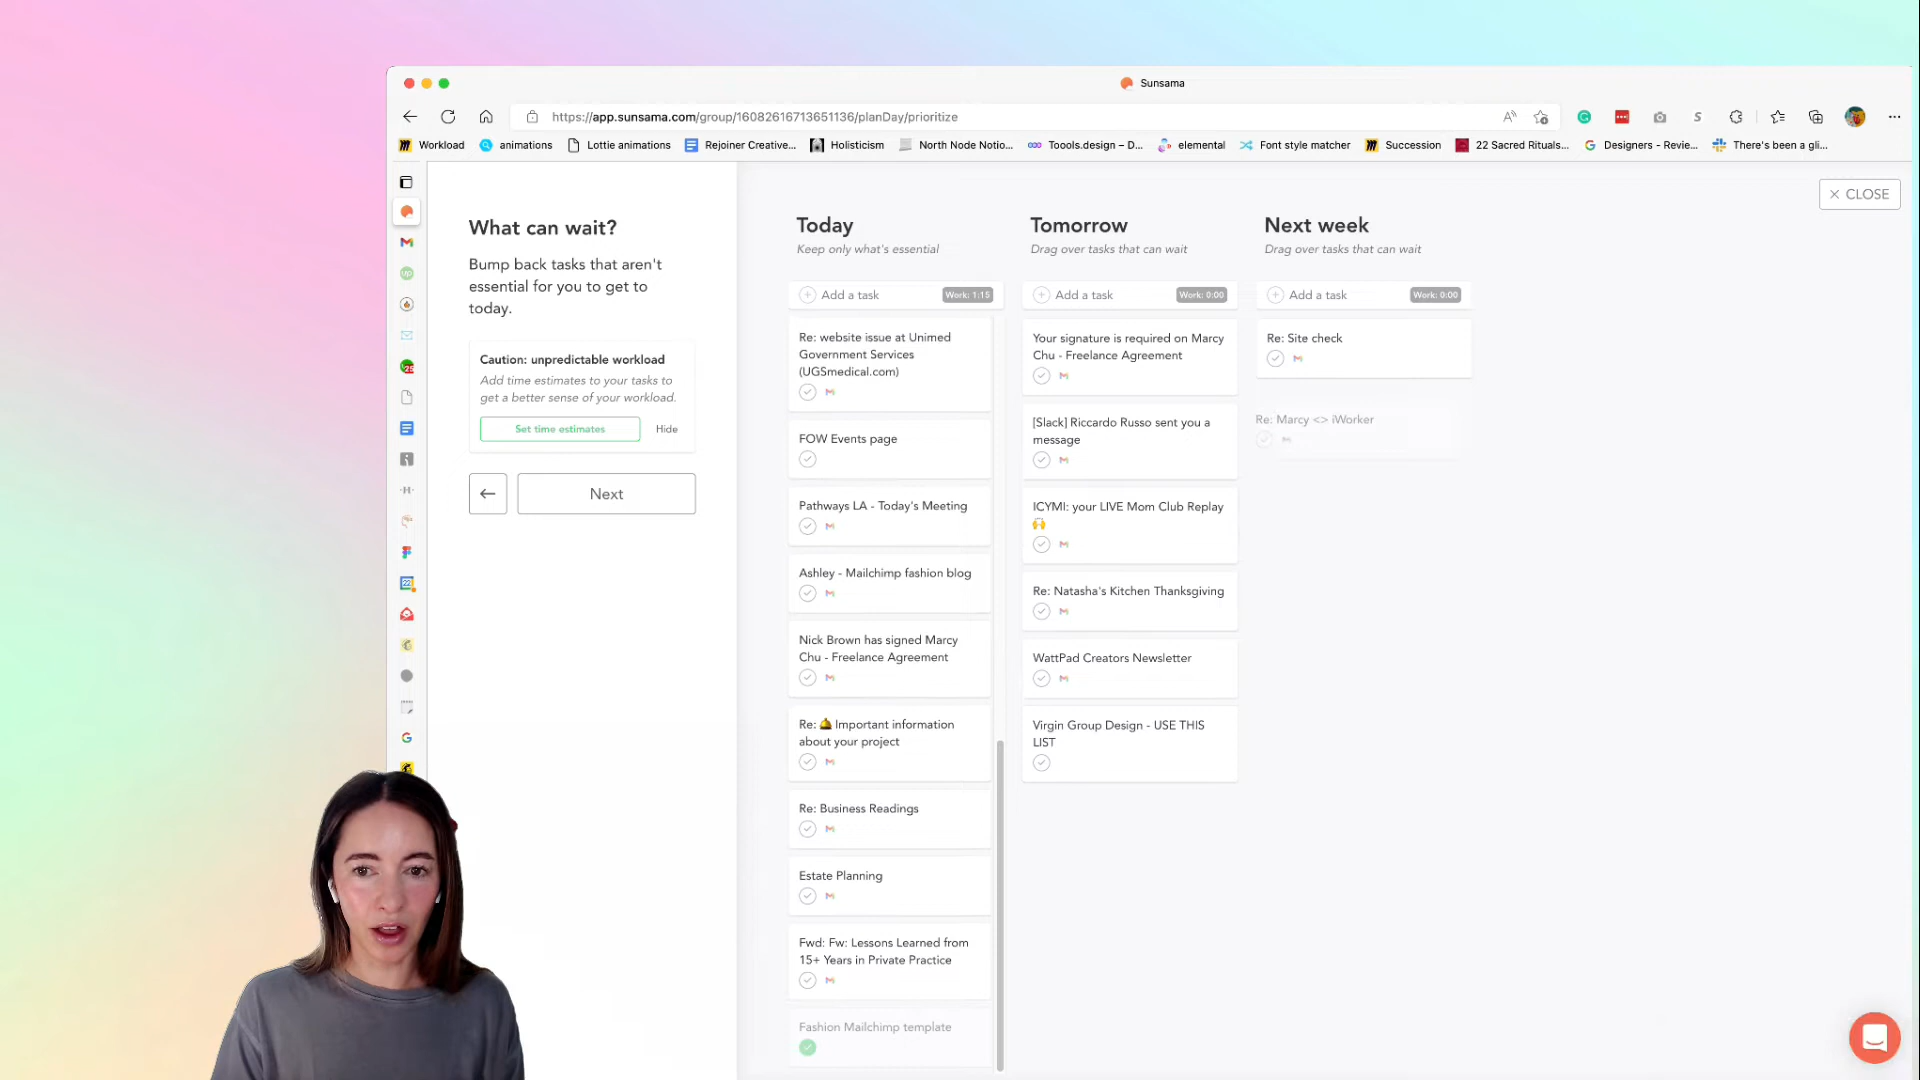 Sunsama
https://app.sunsama.com/group/16082616713651136/planDay/prioritize
Workload
animations
Lottie animations
Rejoiner Creative...
Holisticism
North Node Notio...
Toools.design – D...
elemental
Font style matcher
Succession
22 Sacred Rituals...
Designers - Revie...
There's been a gli...
CLOSE
What can wait?
Bump back tasks that aren't
essential for you to get to
today.
Caution: unpredictable workload
Add time estimates to your tasks to
get a better sense of your workload.
Set time estimates
Hide
Next
Today
Keep only what's essential
Add a task
Work: 1:15
Re: website issue at Unimed
Government Services
(UGSmedical.com)
FOW Events page
Pathways LA - Today's Meeting
Ashley - Mailchimp fashion blog
Nick Brown has signed Marcy
Chu - Freelance Agreement
Re: 🛎️ Important information
about your project
Re: Business Readings
Estate Planning
Fwd: Fw: Lessons Learned from
15+ Years in Private Practice
Fashion Mailchimp template
Tomorrow
Drag over tasks that can wait
Add a task
Work: 0:00
Your signature is required on Marcy
Chu - Freelance Agreement
[Slack] Riccardo Russo sent you a
message
ICYMI: your LIVE Mom Club Replay
🙌
Re: Natasha's Kitchen Thanksgiving
WattPad Creators Newsletter
Virgin Group Design - USE THIS
LIST
Next week
Drag over tasks that can wait
Add a task
Work: 0:00
Re: Site check
Re: Marcy <> iWorker